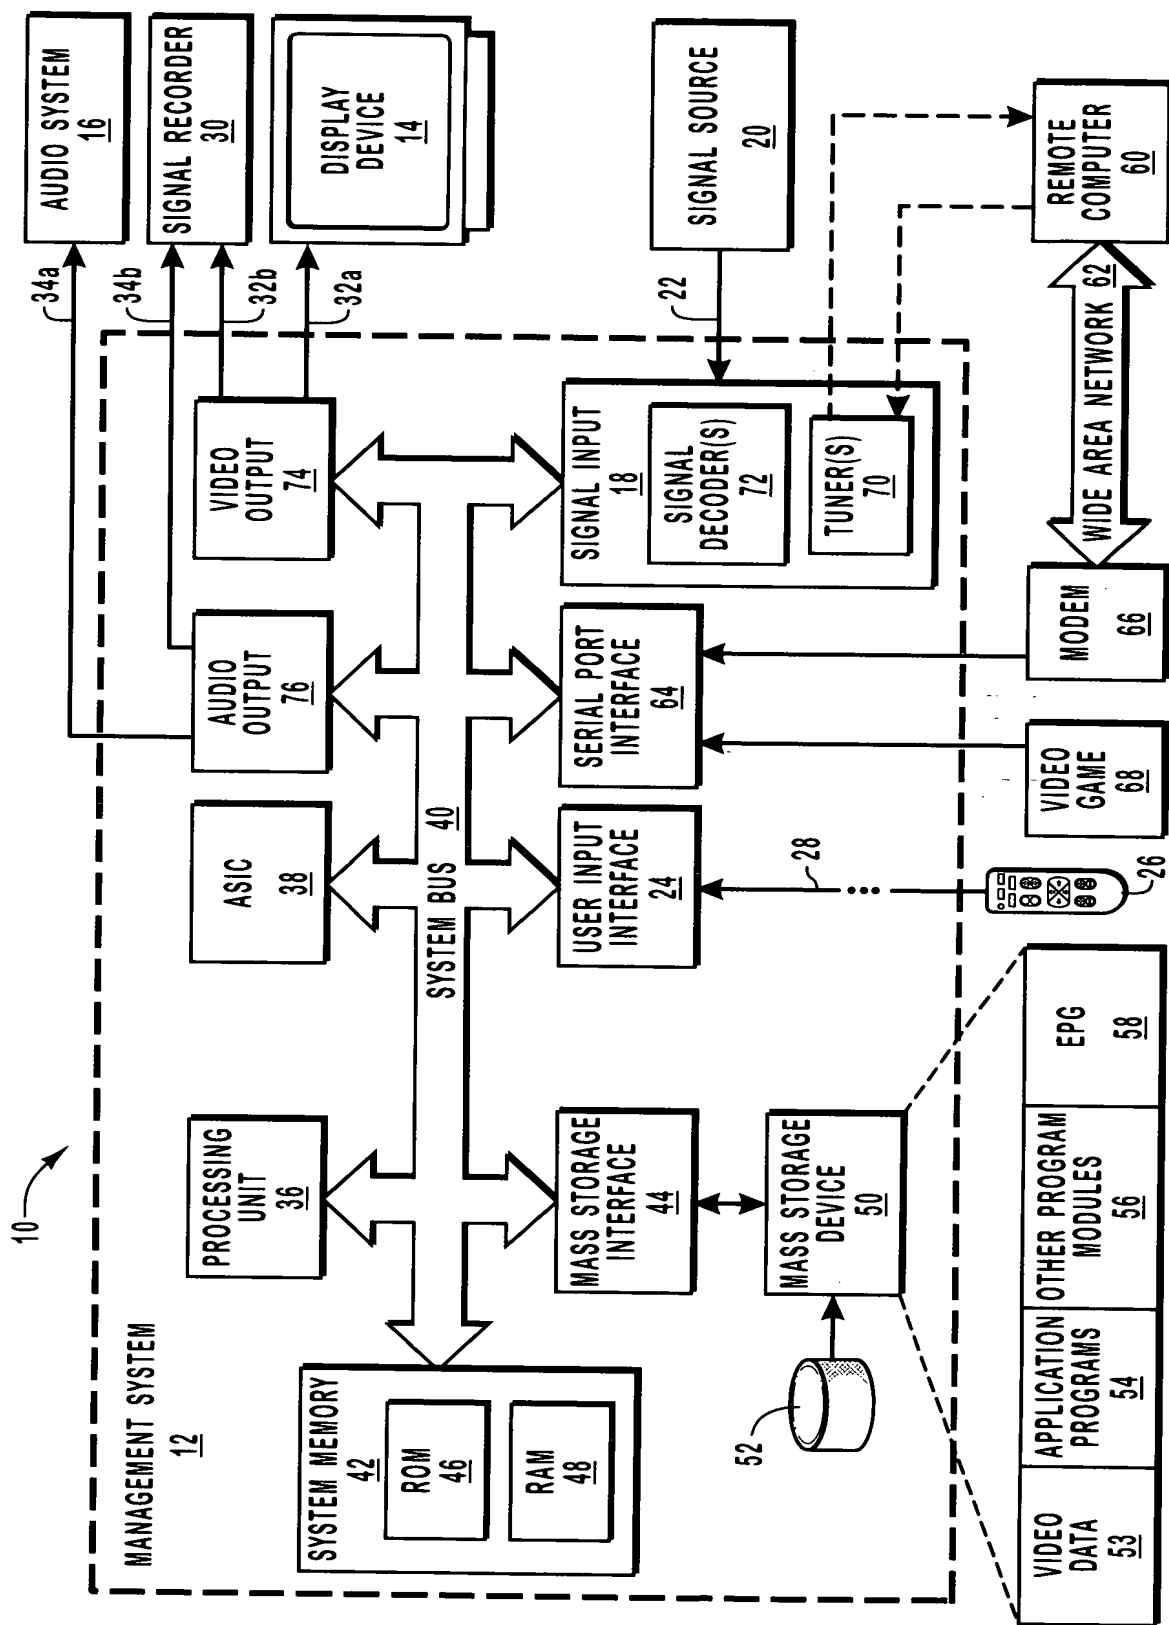 10
MANAGEMENT SYSTEM
12
SYSTEM MEMORY
42
ROM
46
RAM
48
PROCESSING
UNIT
36
ASIC
38
AUDIO
OUTPUT
76
VIDEO
OUTPUT
74
AUDIO SYSTEM
16
SIGNAL RECORDER
30
DISPLAY
DEVICE
14
34a
34b
32b
32a
SYSTEM BUS 40
MASS STORAGE
INTERFACE
44
USER INPUT
INTERFACE
24
SERIAL PORT
INTERFACE
64
SIGNAL INPUT
18
SIGNAL
DECODER(S)
72
TUNER(S)
70
22
SIGNAL SOURCE
20
52
MASS STORAGE
DEVICE
50
28
26
VIDEO
GAME
68
MODEM
66
WIDE AREA NETWORK 62
REMOTE
COMPUTER
60
VIDEO
DATA
53
APPLICATION
PROGRAMS
54
OTHER PROGRAM
MODULES
56
EPG
58